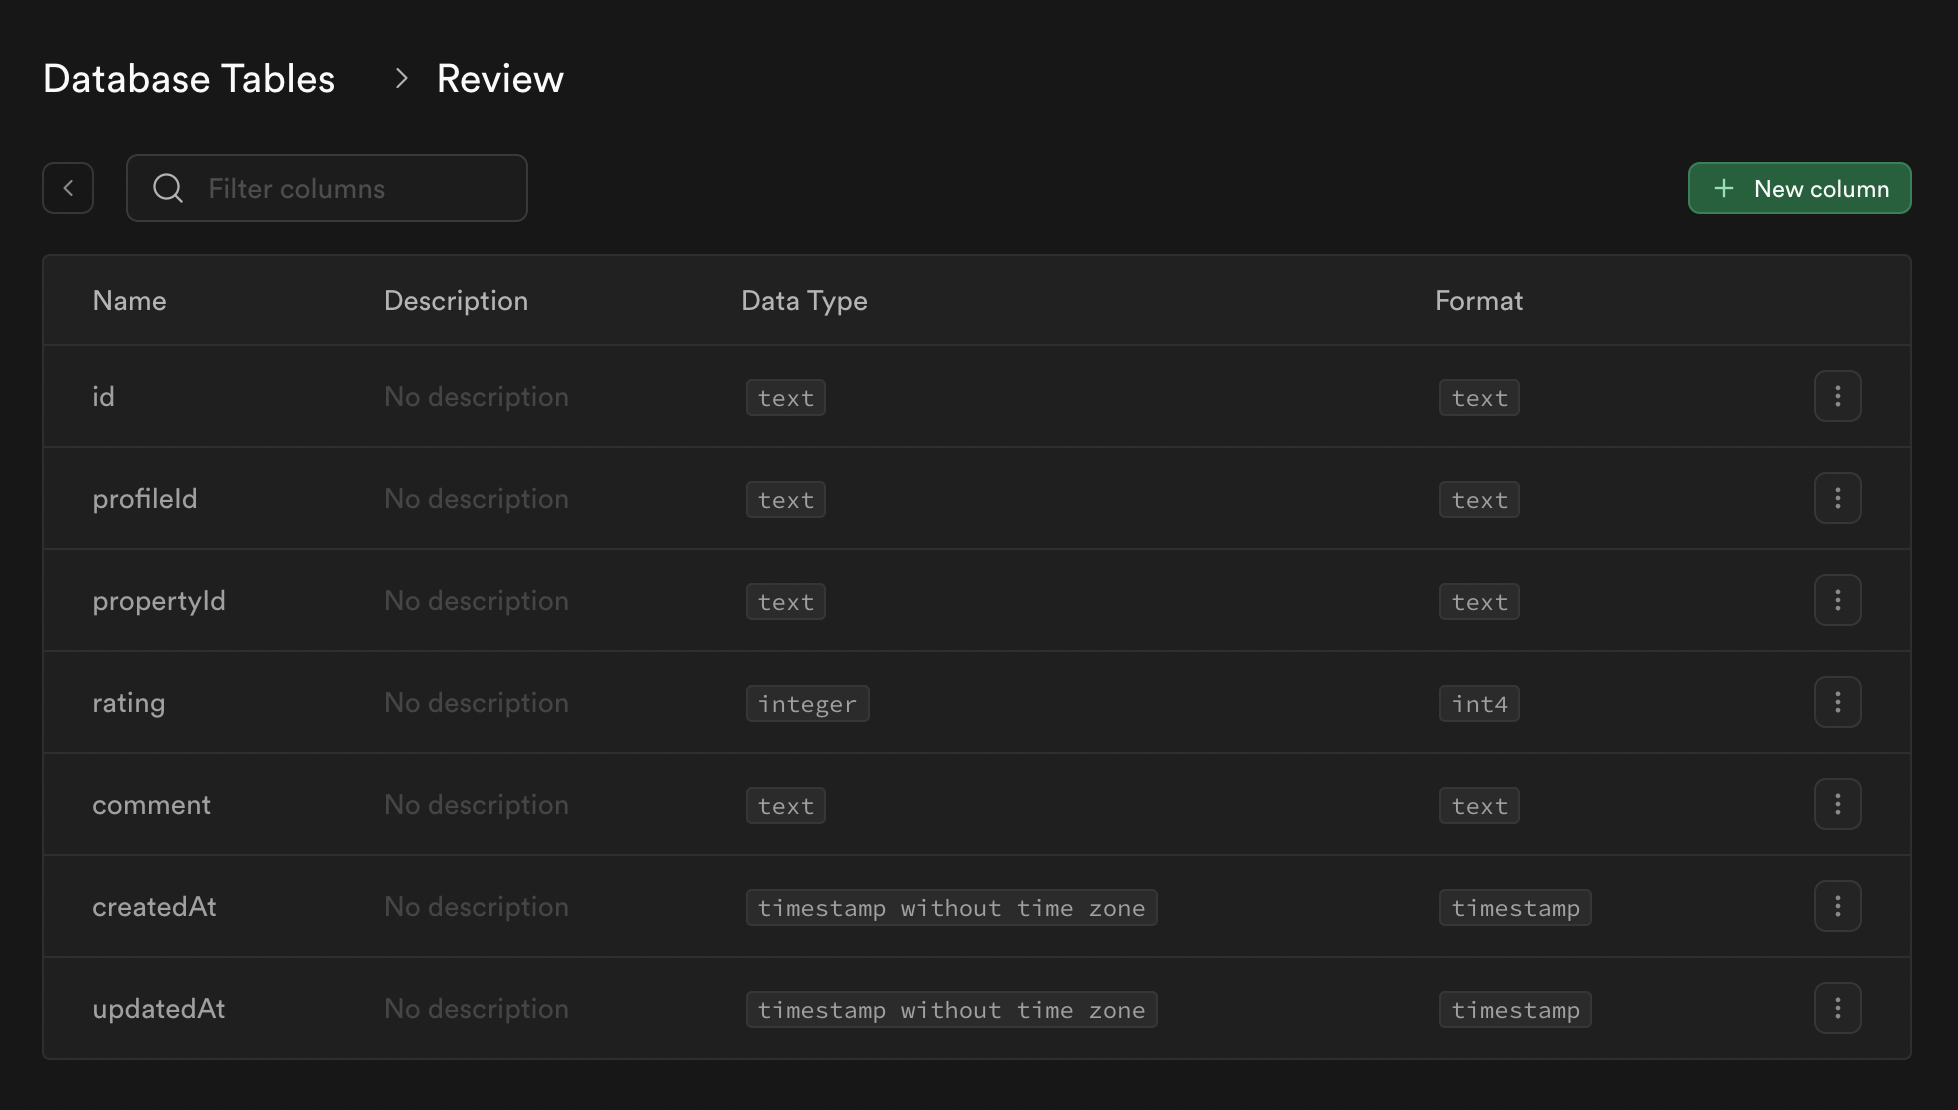 Database Tables > Review
Filter columns
New column
Name Description Data Type Format
id No description text text
profileId No description text text
propertyId No description text text
rating No description integer int4
comment No description text text
createdAt No description timestamp without time zone timestamp
updatedAt No description timestamp without time zone timestamp